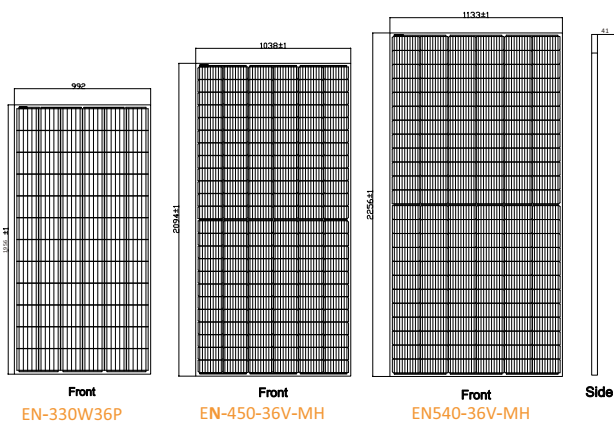 992
1956 ±1
Front
EN-330W36P
1038±1
2094±1
Front
EN-450-36V-MH
1133±1
2256±1
Front
EN540-36V-MH
41
Side